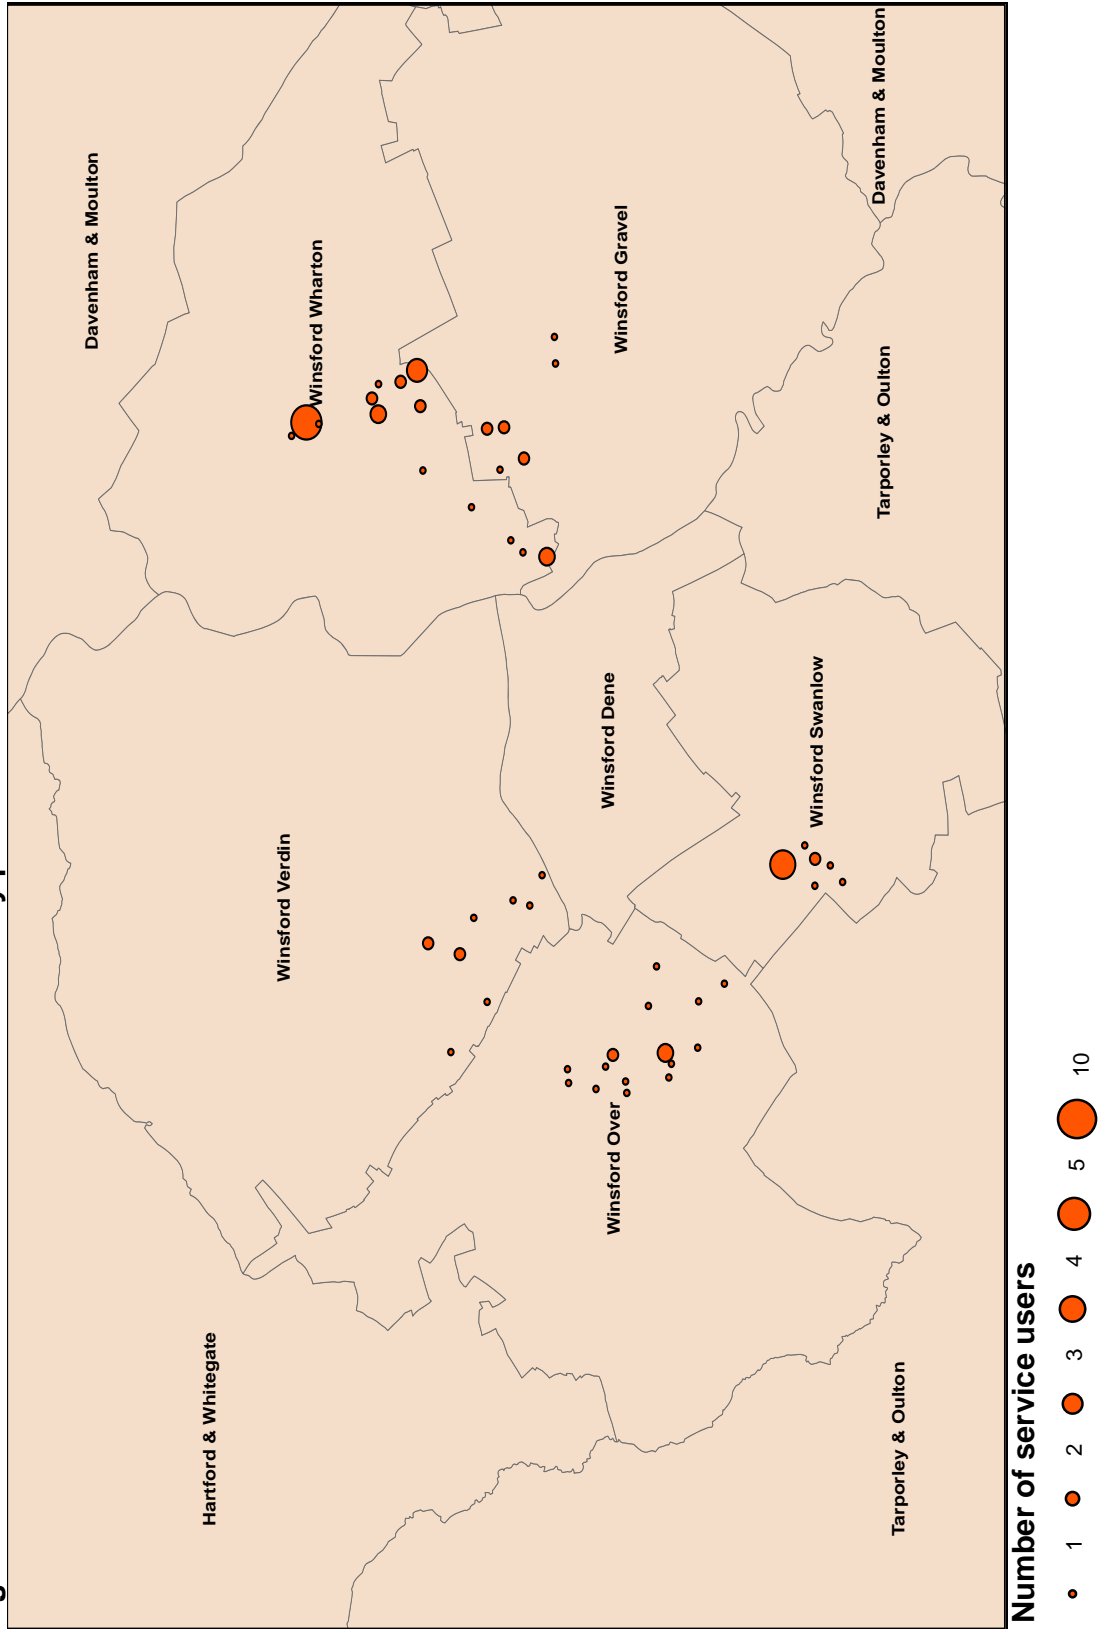 Davenham & Moulton
Hartford & Whitegate
Winsford Verdin
Winsford Wharton
Winsford Over
Winsford Dene
Winsford Gravel
Winsford Swanlow
Tarporley & Oulton
Tarporley & Oulton
Davenham & Moulton
Number of service users
1 2 3 4 5 10